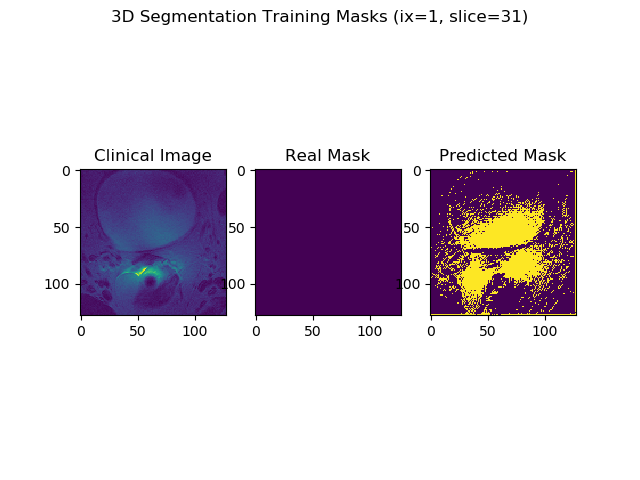 3D Segmentation Training Masks (ix=1, slice=31)
Clinical Image Real Mask Predicted Mask
0 0 0
50 50 50
100 100 100
0 50 100 0 50 100 0 50 100